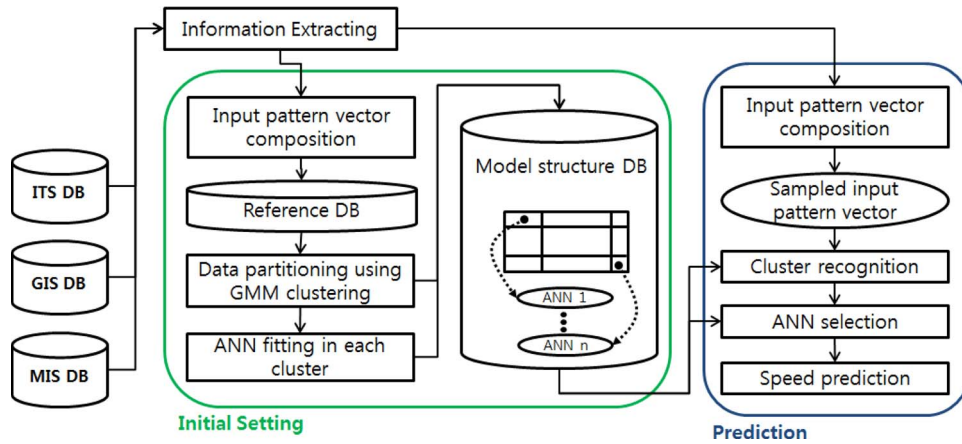 Information Extracting
ITS DB
GIS DB
MIS DB
Input pattern vector
composition
Reference DB
Data partitioning using
GMM clustering
ANN fitting in each
cluster
Model structure DB
ANN 1
ANN n
Initial Setting
Input pattern vector
composition
Sampled input
pattern vector
Cluster recognition
ANN selection
Speed prediction
Prediction